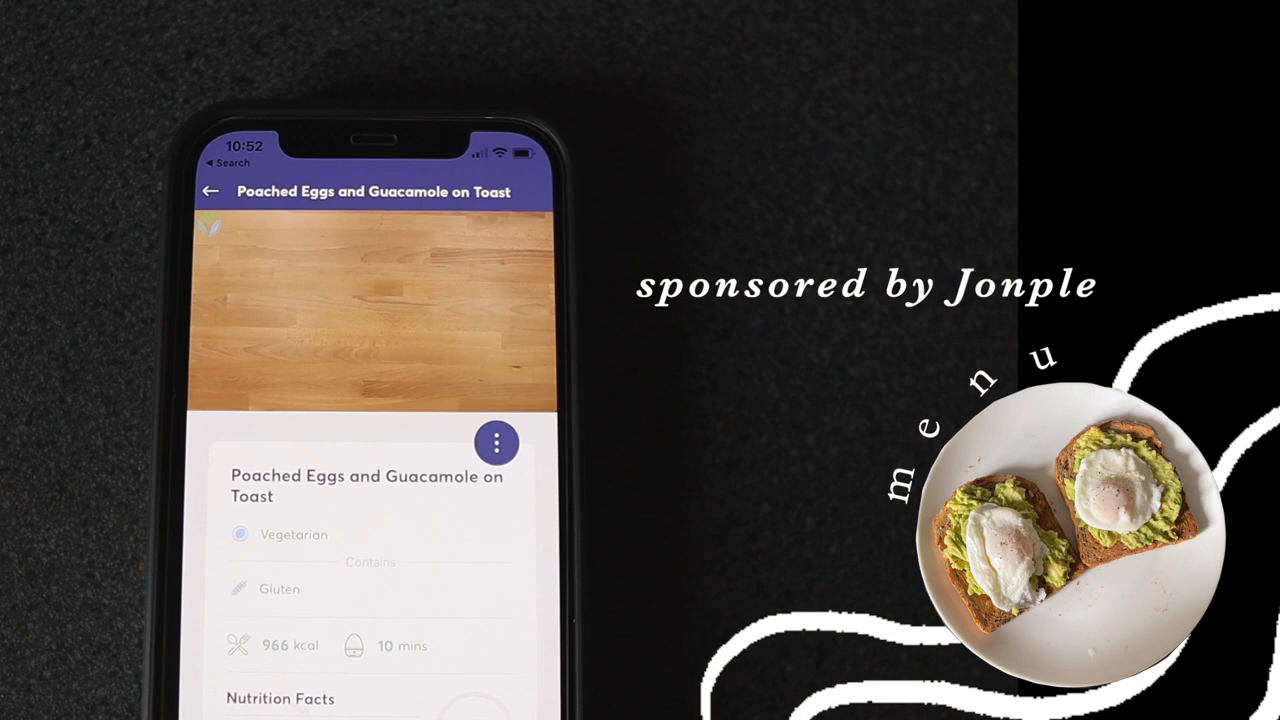 10:52
Search
Poached Eggs and Guacamole on Toast
Poached Eggs and Guacamole on
Toast
Vegetarian
Contains
Gluten
966 kcal
10 mins
Nutrition Facts
sponsored by Jonple
menu